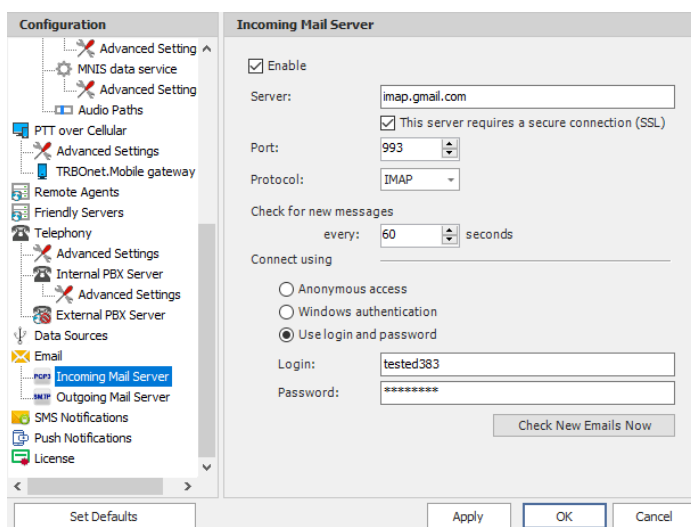 Configuration
Advanced Setting
MNIS data service
Advanced Setting
Audio Paths
PTT over Cellular
Advanced Settings
TRBOnet.Mobile gateway
Remote Agents
Friendly Servers
Telephony
Advanced Settings
Internal PBX Server
Advanced Settings
External PBX Server
Data Sources
Email
POP3 Incoming Mail Server
SMTP Outgoing Mail Server
SMS Notifications
Push Notifications
License
Set Defaults
Incoming Mail Server
Enable
Server: imap.gmail.com
This server requires a secure connection (SSL)
Port: 993
Protocol: IMAP
Check for new messages
every: 60 seconds
Connect using
Anonymous access
Windows authentication
Use login and password
Login: tested383
Password: ********
Check New Emails Now
Apply OK Cancel